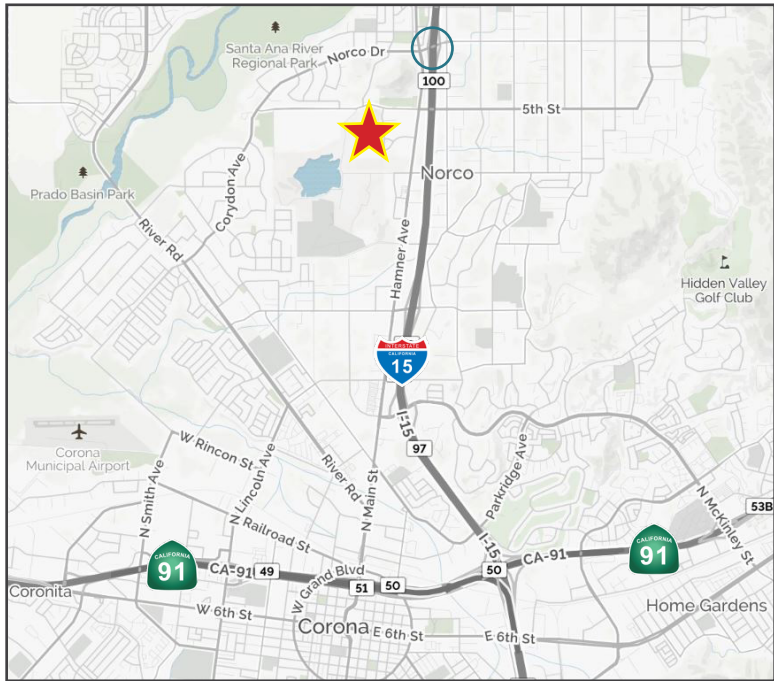 Santa Ana River
Regional Park
Norco Dr
100
5th St
Norco
Prado Basin Park
Corydon Ave
River Rd
Hamner Ave
Hidden Valley
Golf Club
INTERSTATE
CALIFORNIA
15
I-15
Corona
Municipal Airport
W Rincon St
97
Parkridge Ave
N Smith Ave
N Lincoln Ave
River Rd
N Main St
N McKinley St
53B
N Railroad St
I-15
CALIFORNIA
91
CALIFORNIA
91
CA-91
49
W Grand Blvd
51
50
50
CA-91
Coronita
W 6th St
Corona
E 6th St
E 6th St
Home Gardens